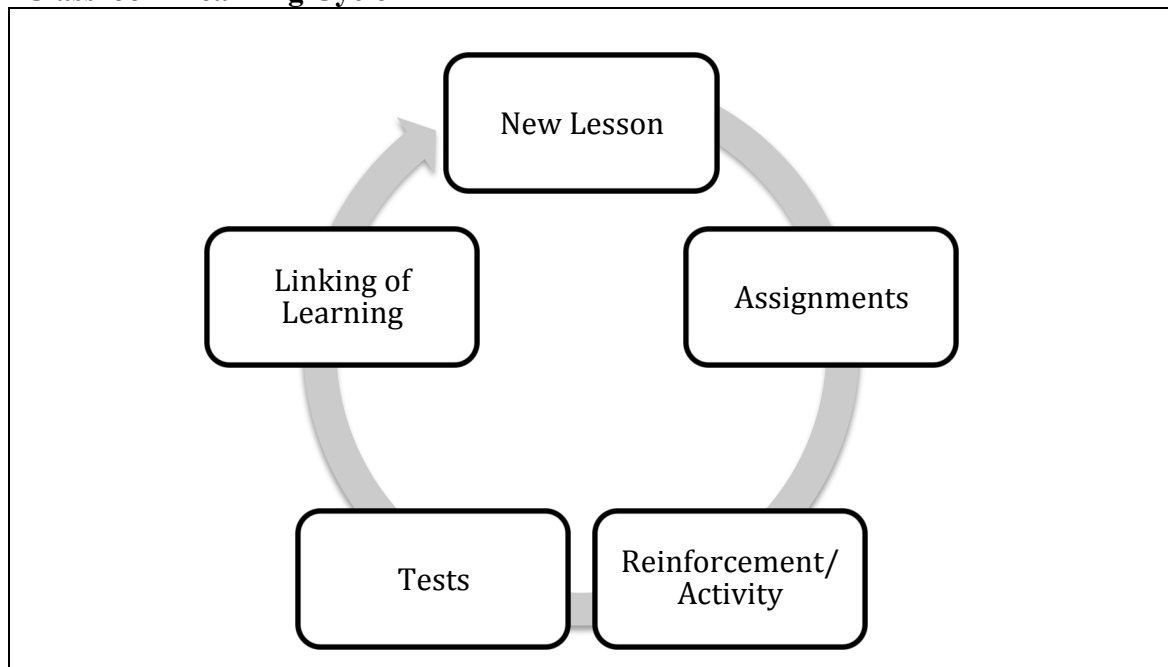 New Lesson
Assignments
Reinforcement/
Activity
Tests
Linking of
Learning